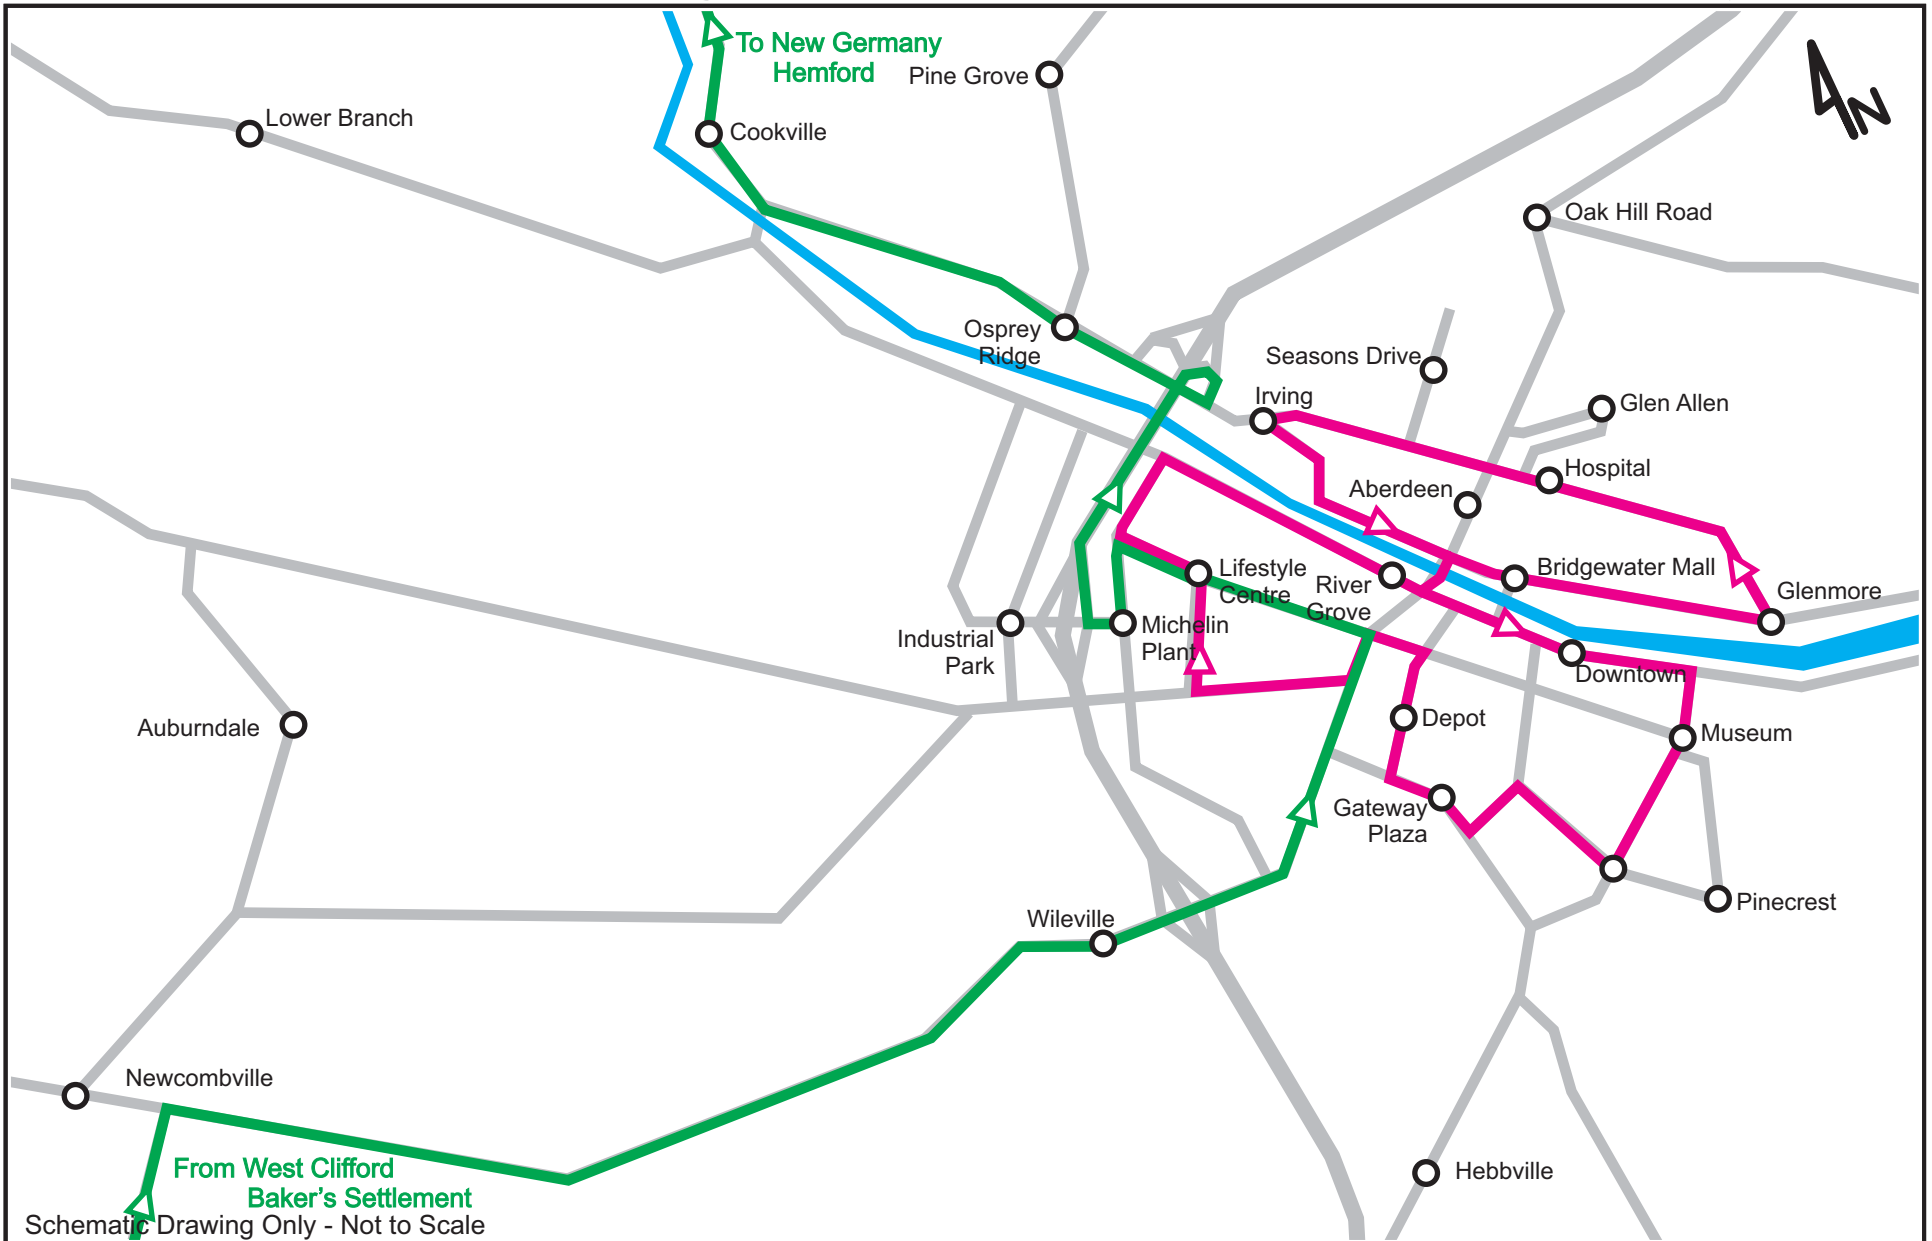 To New Germany
Hemford
Pine Grove
N
Lower Branch
Cookville
Oak Hill Road
Osprey
Ridge
Seasons Drive
Irving
Glen Allen
Hospital
Aberdeen
Lifestyle
Centre
River
Grove
Bridgewater Mall
Glenmore
Industrial
Park
Michelin
Plant
Downtown
Auburndale
Depot
Museum
Gateway
Plaza
Pinecrest
Wileville
Newcombville
From West Clifford
Baker's Settlement
Hebbville
Schematic Drawing Only - Not to Scale